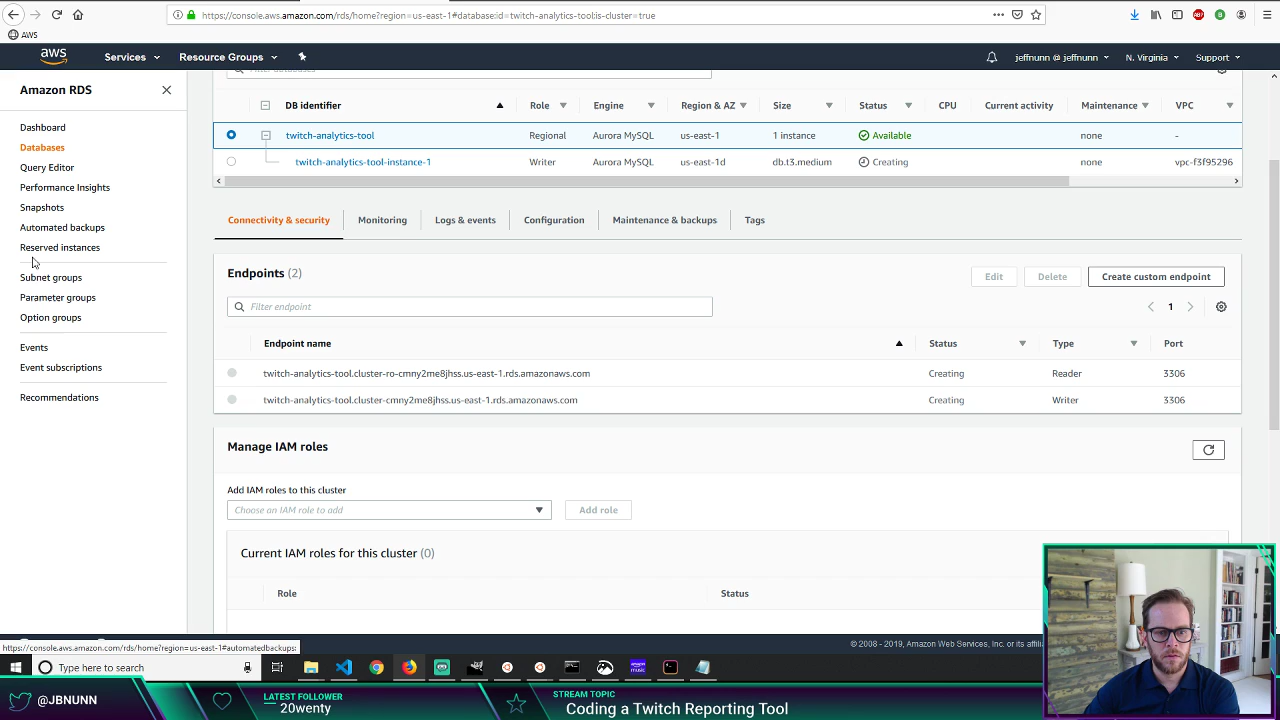 https://console.aws.amazon.com/rds/home?region=us-east-1#database:id=twitch-analytics-tool;is-cluster=true
AWS
aws Services Resource Groups jeffnunn @ jeffnunn N. Virginia Support
Amazon RDS
Dashboard
Databases
Query Editor
Performance Insights
Snapshots
Automated backups
Reserved instances
Subnet groups
Parameter groups
Option groups
Events
Event subscriptions
Recommendations
DB identifier Role Engine Region & AZ Size Status CPU Current activity Maintenance VPC
twitch-analytics-tool Regional Aurora MySQL us-east-1 1 instance Available none -
twitch-analytics-tool-instance-1 Writer Aurora MySQL us-east-1d db.t3.medium Creating none vpc-f3f95296
Connectivity & security Monitoring Logs & events Configuration Maintenance & backups Tags
Endpoints (2) Edit Delete Create custom endpoint
Filter endpoint 1
Endpoint name Status Type Port
twitch-analytics-tool.cluster-ro-cmny2me8jhss.us-east-1.rds.amazonaws.com Creating Reader 3306
twitch-analytics-tool.cluster-cmny2me8jhss.us-east-1.rds.amazonaws.com Creating Writer 3306
Manage IAM roles
Add IAM roles to this cluster
Choose an IAM role to add Add role
Current IAM roles for this cluster (0)
Role Status
https://console.aws.amazon.com/rds/home?region=us-east-1#automatedbackups:
© 2008 - 2019, Amazon Web Services, Inc. or its
Type here to search
@JBNUNN
LATEST FOLLOWER
20wenty
STREAM TOPIC
Coding a Twitch Reporting Tool